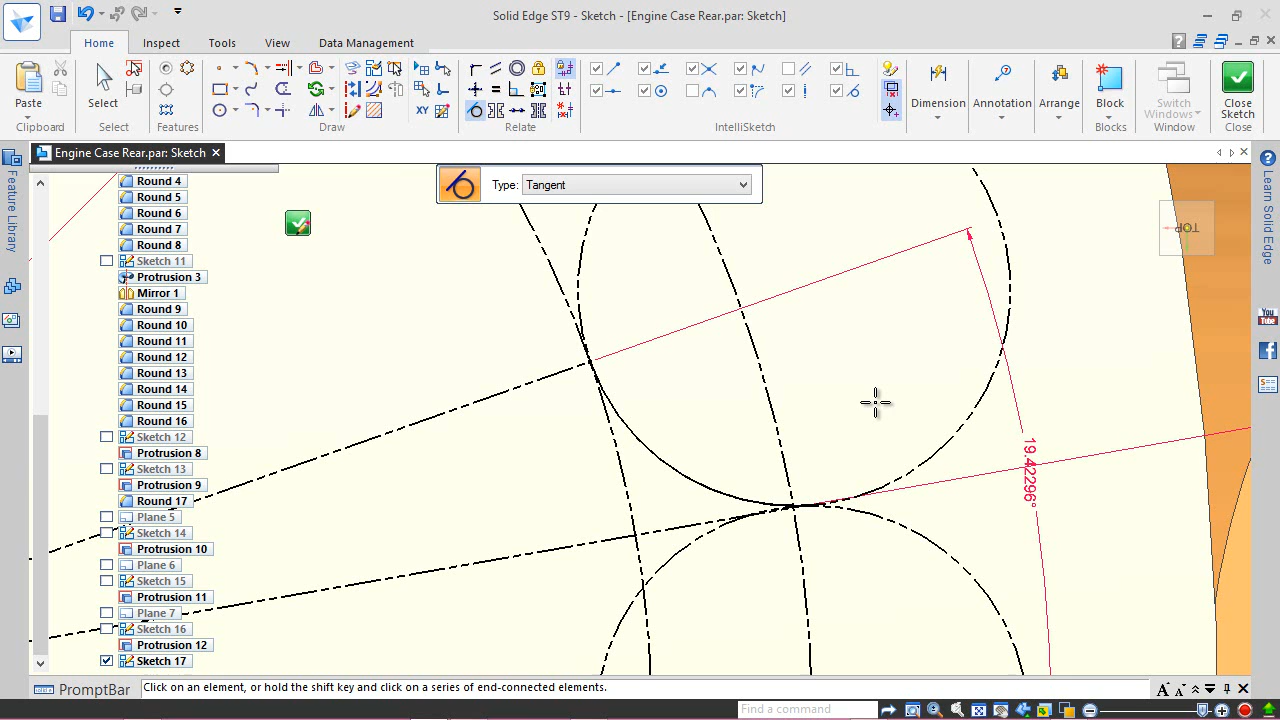 Solid Edge ST9 - Sketch - [Engine Case Rear.par: Sketch]
Home
Inspect
Tools
View
Data Management
Paste
Select
Dimension
Annotation
Arrange
Block
Switch
Window
Close
Sketch
Clipboard
Select
Features
Draw
Relate
IntelliSketch
Blocks
Window
Close
Engine Case Rear.par: Sketch
Feature Library
Type:
Tangent
TOP
Learn Solid Edge
You
Tube
Round 4
Round 5
Round 6
Round 7
Round 8
Sketch 11
Protrusion 3
Mirror 1
Round 9
Round 10
Round 11
Round 12
Round 13
Round 14
Round 15
Round 16
Sketch 12
Protrusion 8
Sketch 13
Protrusion 9
Round 17
Plane 5
Sketch 14
Protrusion 10
Plane 6
Sketch 15
Protrusion 11
Plane 7
Sketch 16
Protrusion 12
Sketch 17
19.42296°
PromptBar
Click on an element, or hold the shift key and click on a series of end-connected elements.
Find a command